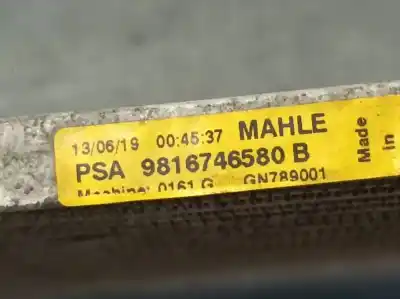 13/06/19 00:45:37 MAHLE
PSA 9816746580 B
Machine: 0161 G GN789001
Made
in